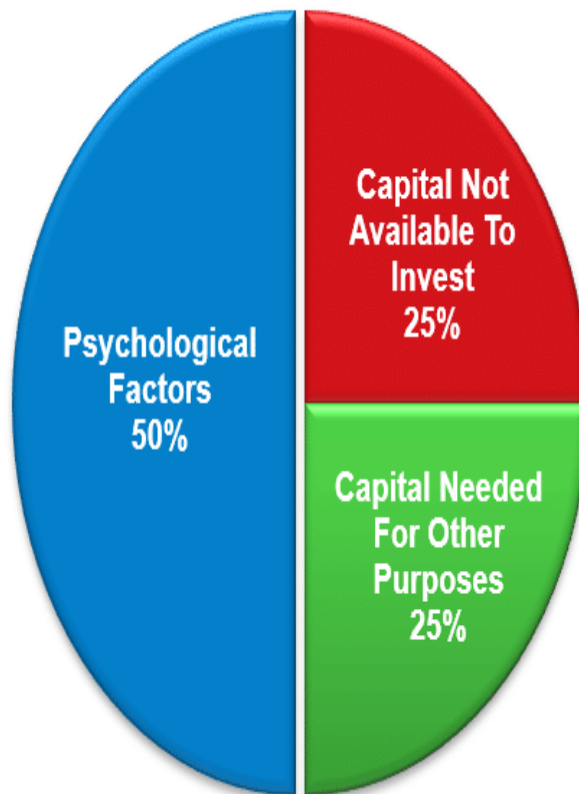 Psychological
Factors
50%
Capital Not
Available To
Invest
25%
Capital Needed
For Other
Purposes
25%